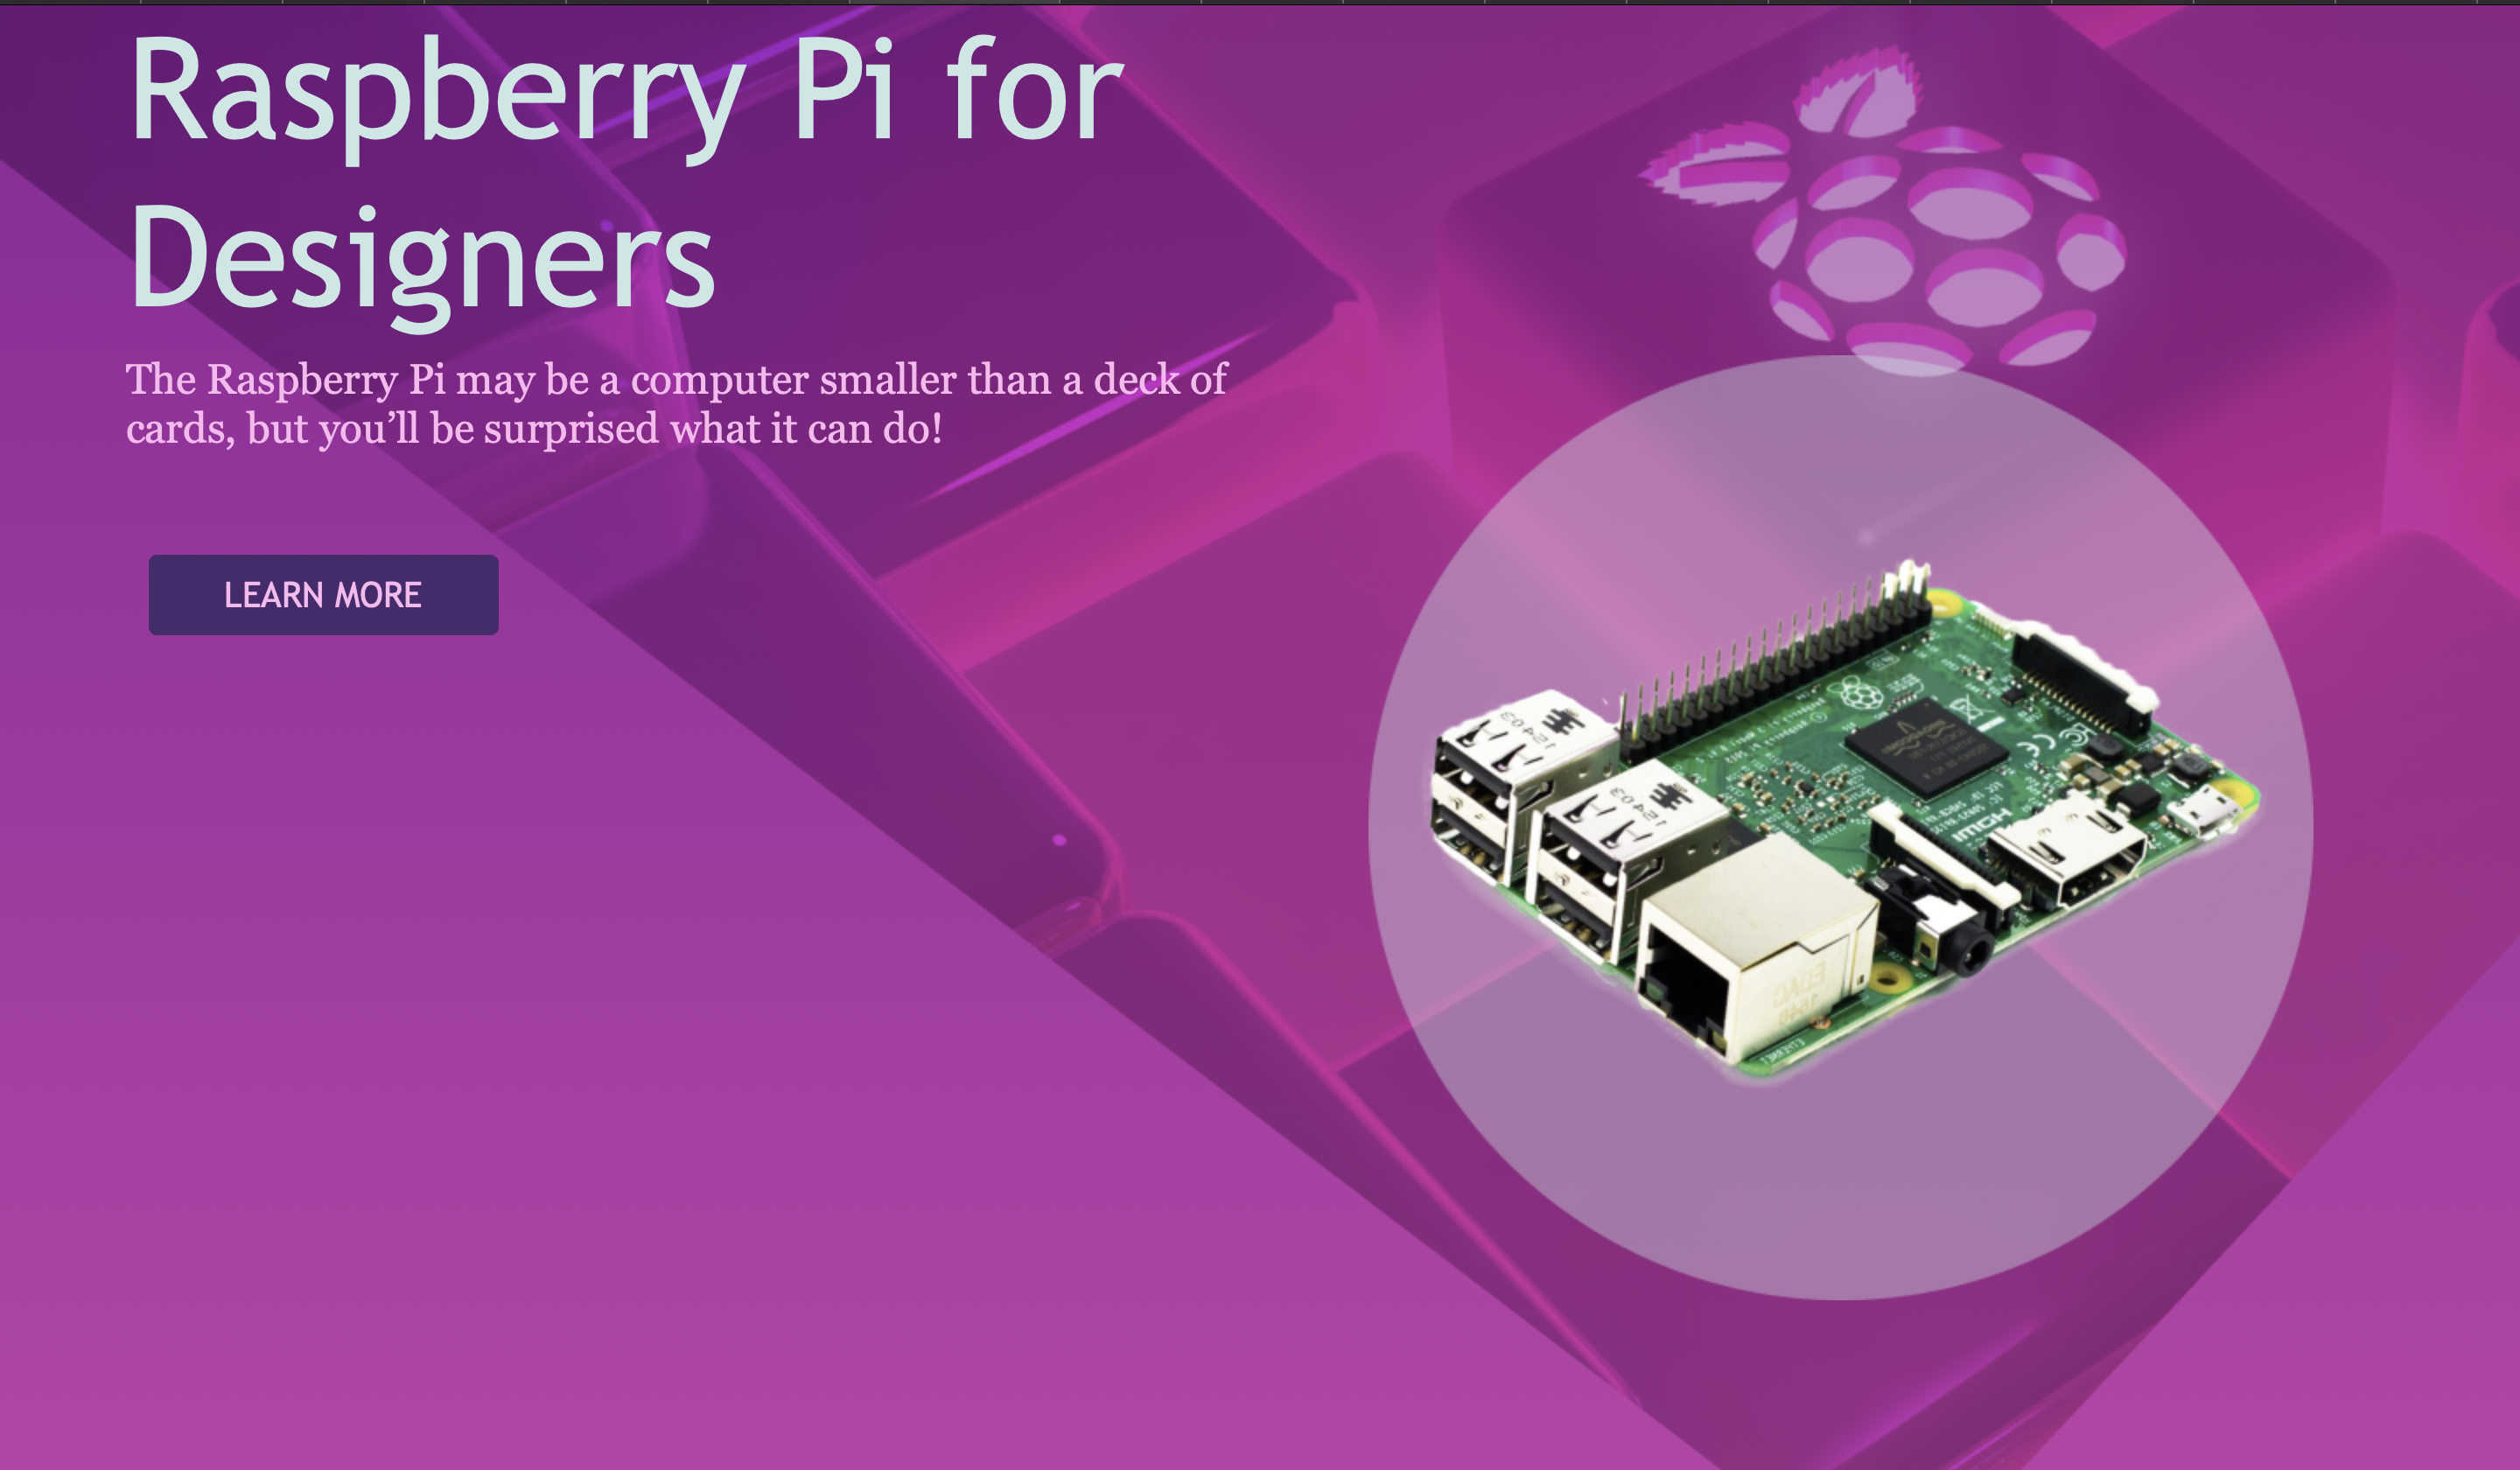 Raspberry Pi for
Designers
The Raspberry Pi may be a computer smaller than a deck of
cards, but you’ll be surprised what it can do!
LEARN MORE
HDMI